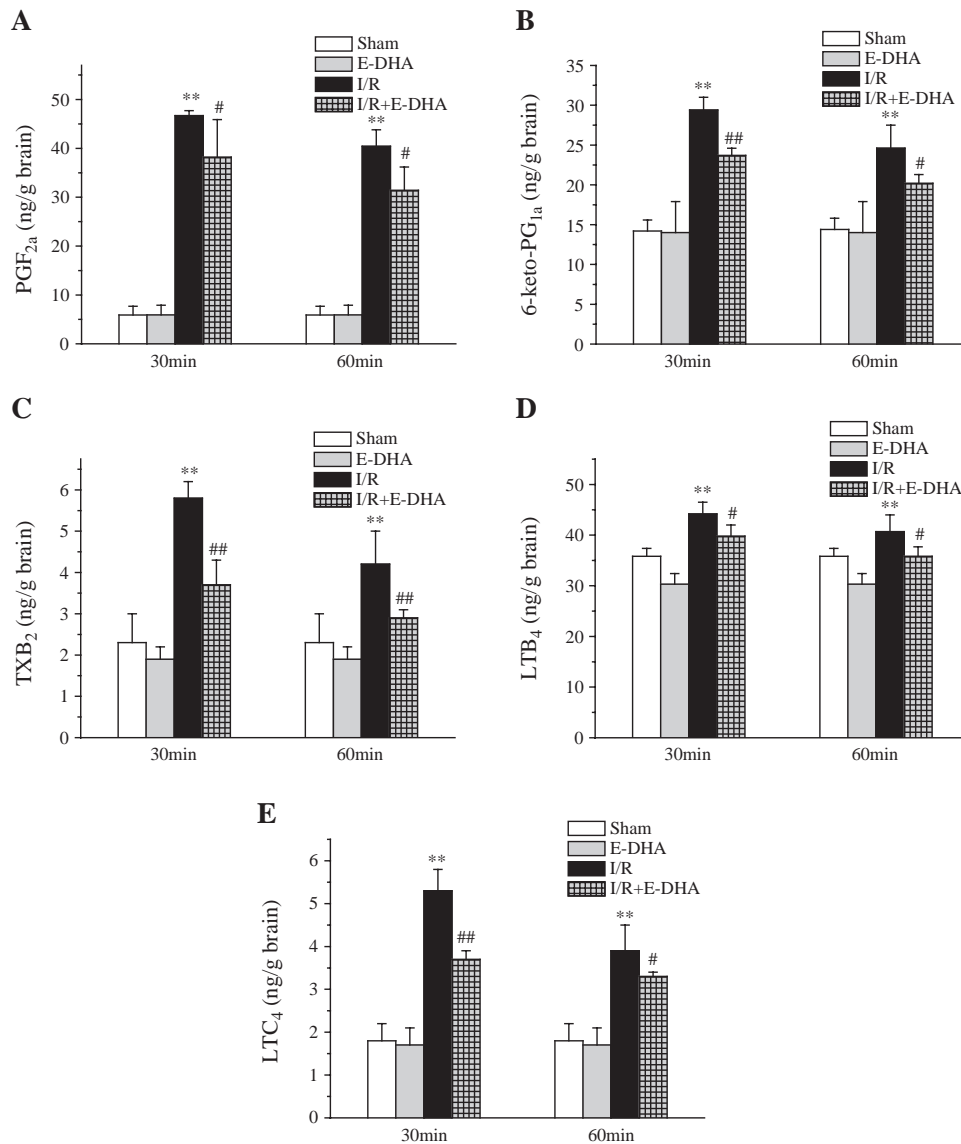 A
Sham
E-DHA
I/R
I/R+E-DHA
PGF2a (ng/g brain)
50
40
30
20
10
0
**
#
**
#
30min
60min
B
Sham
E-DHA
I/R
I/R+E-DHA
6-keto-PG1a (ng/g brain)
35
30
25
20
15
10
5
0
**
##
**
#
30min
60min
C
Sham
E-DHA
I/R
I/R+E-DHA
TXB2 (ng/g brain)
6
5
4
3
2
1
0
**
##
**
##
30min
60min
D
Sham
E-DHA
I/R
I/R+E-DHA
LTB4 (ng/g brain)
50
40
30
20
10
0
**
#
**
#
30min
60min
E
Sham
E-DHA
I/R
I/R+E-DHA
LTC4 (ng/g brain)
6
5
4
3
2
1
0
**
##
**
#
30min
60min